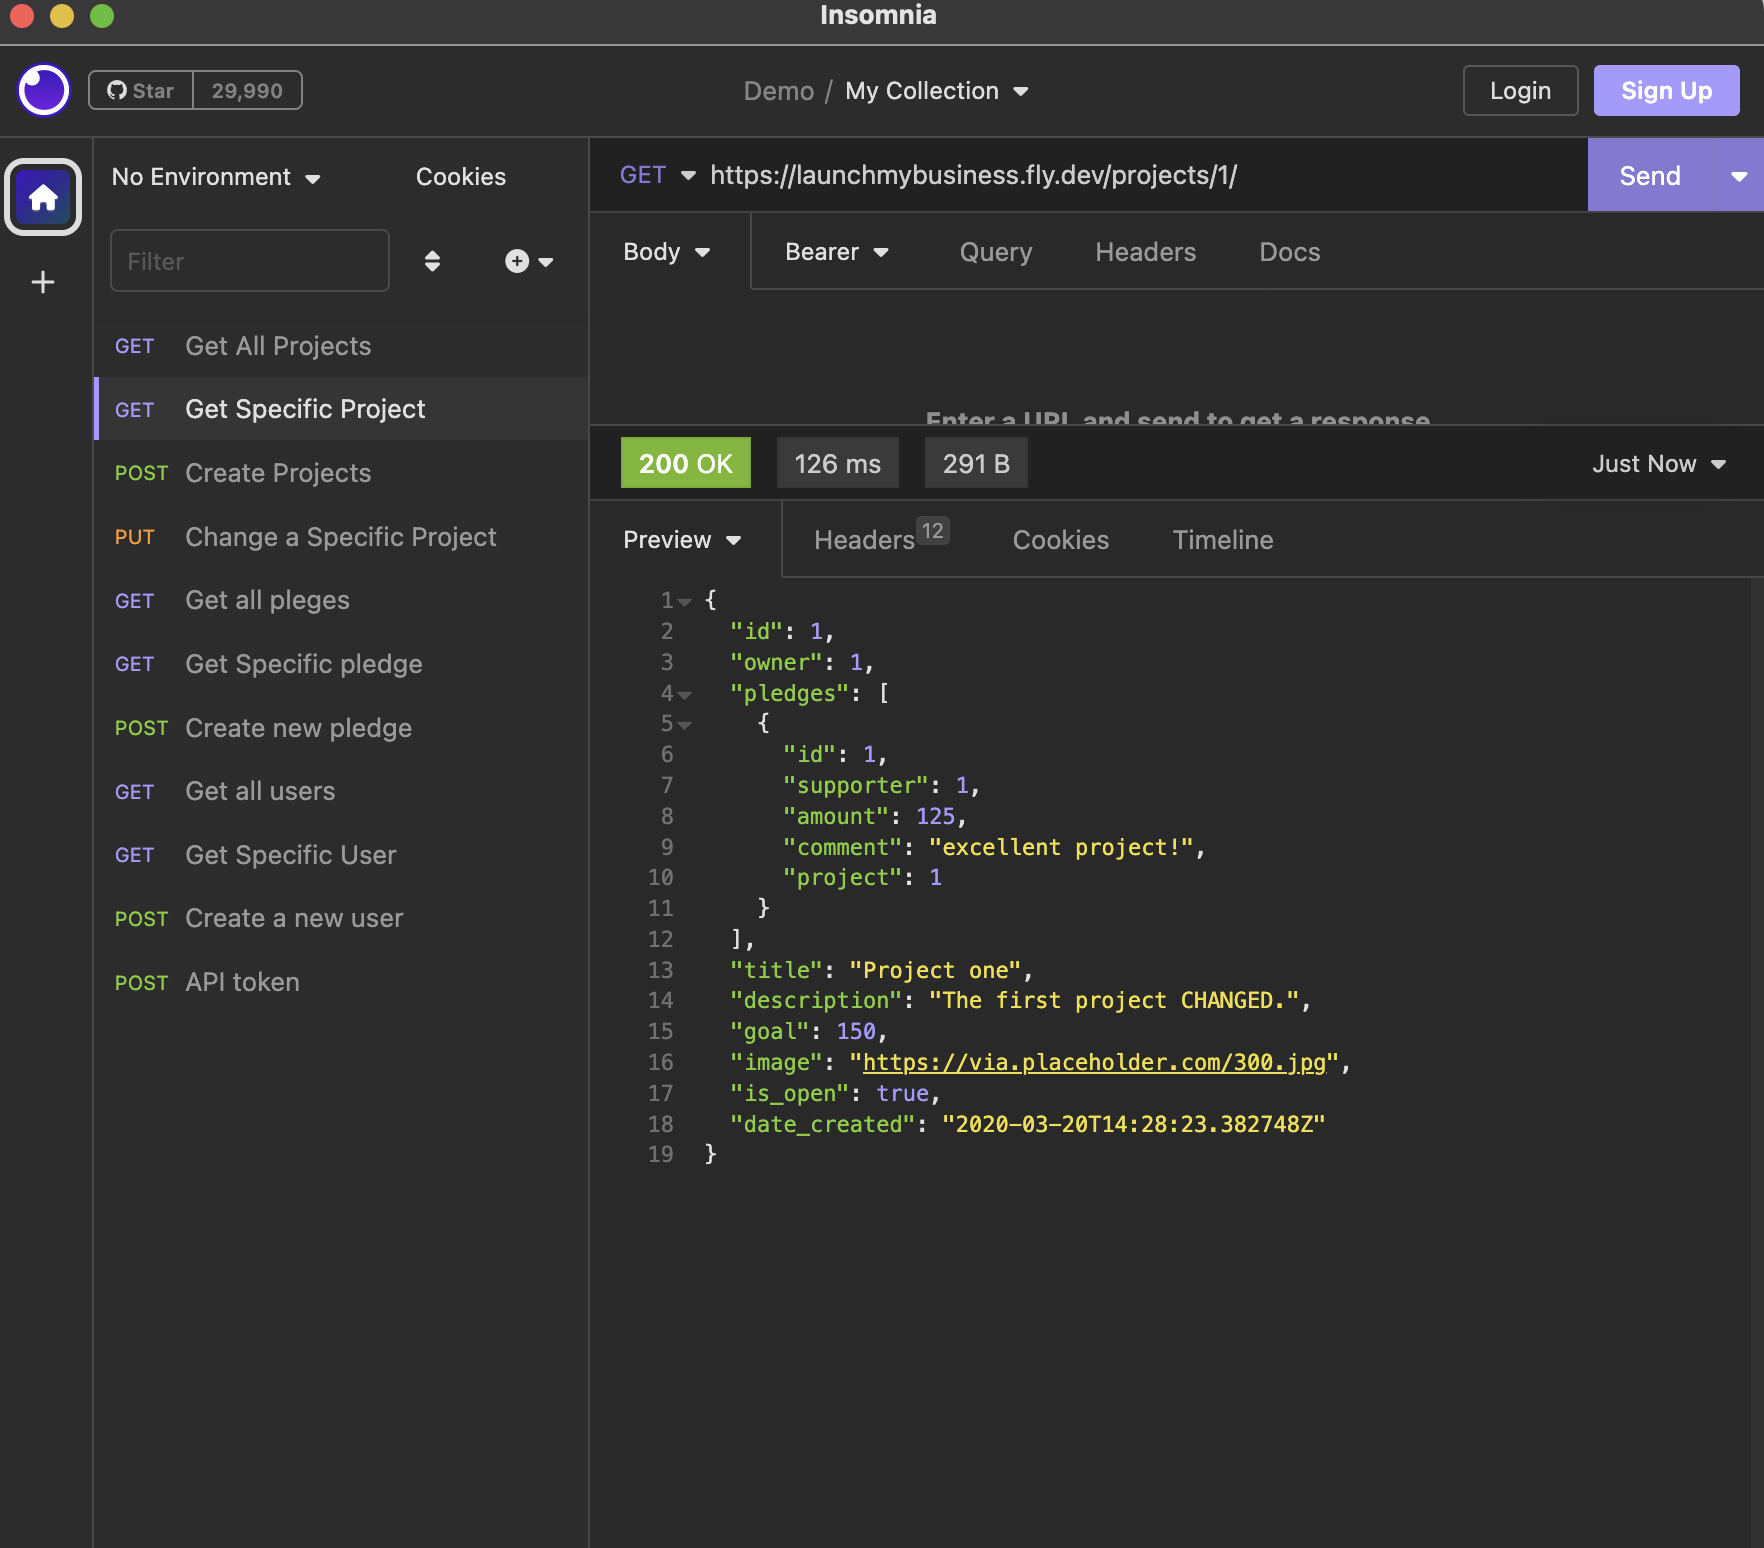 Insomnia
Star 29,990
Demo / My Collection
Login
Sign Up
No Environment
Cookies
Filter
GET Get All Projects
GET Get Specific Project
POST Create Projects
PUT Change a Specific Project
GET Get all pleges
GET Get Specific pledge
POST Create new pledge
GET Get all users
GET Get Specific User
POST Create a new user
POST API token
GET https://launchmybusiness.fly.dev/projects/1/
Send
Body Bearer Query Headers Docs
Enter a URL and send to get a response
200 OK 126 ms 291 B Just Now
Preview Headers 12 Cookies Timeline
1 {
2 "id": 1,
3 "owner": 1,
4 "pledges": [
5 {
6 "id": 1,
7 "supporter": 1,
8 "amount": 125,
9 "comment": "excellent project!",
10 "project": 1
11 }
12 ],
13 "title": "Project one",
14 "description": "The first project CHANGED.",
15 "goal": 150,
16 "image": "https://via.placeholder.com/300.jpg",
17 "is_open": true,
18 "date_created": "2020-03-20T14:28:23.382748Z"
19 }